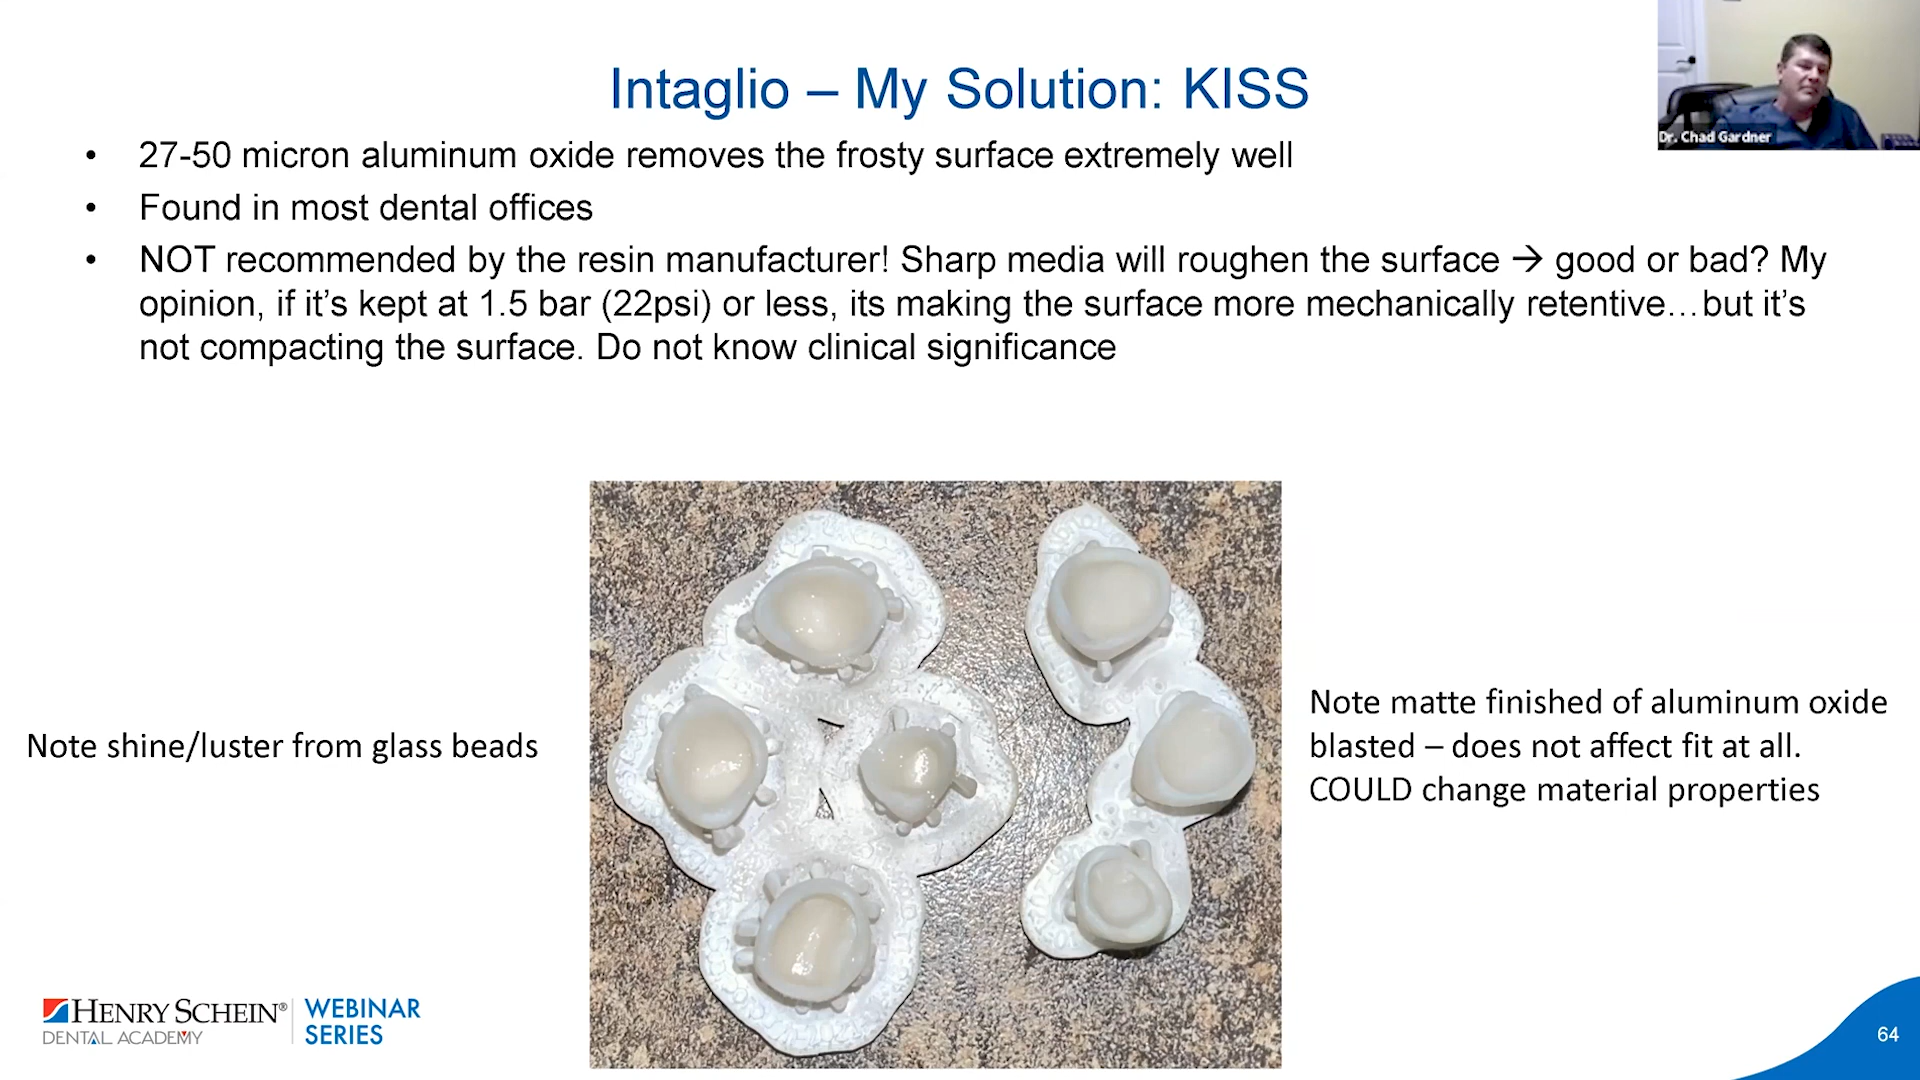 Intaglio – My Solution: KISS
Dr. Chad Gardner
• 27-50 micron aluminum oxide removes the frosty surface extremely well
• Found in most dental offices
• NOT recommended by the resin manufacturer! Sharp media will roughen the surface → good or bad? My
opinion, if it’s kept at 1.5 bar (22psi) or less, its making the surface more mechanically retentive…but it’s
not compacting the surface. Do not know clinical significance
Note shine/luster from glass beads
Note matte finished of aluminum oxide
blasted – does not affect fit at all.
COULD change material properties
HENRY SCHEIN®
DENTAL ACADEMY
WEBINAR
SERIES
64